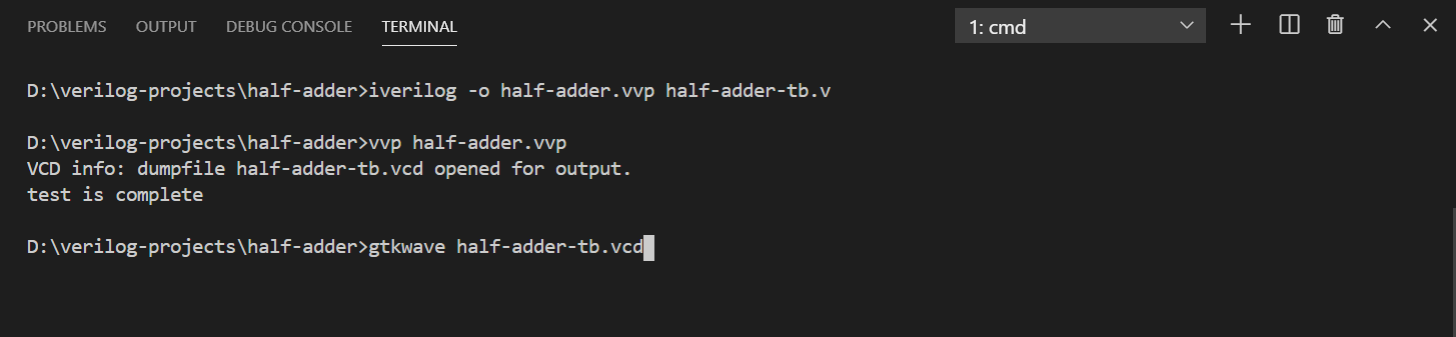 PROBLEMS OUTPUT DEBUG CONSOLE TERMINAL 1: cmd
D:\verilog-projects\half-adder>iverilog -o half-adder.vvp half-adder-tb.v
D:\verilog-projects\half-adder>vvp half-adder.vvp
VCD info: dumpfile half-adder-tb.vcd opened for output.
test is complete
D:\verilog-projects\half-adder>gtkwave half-adder-tb.vcd